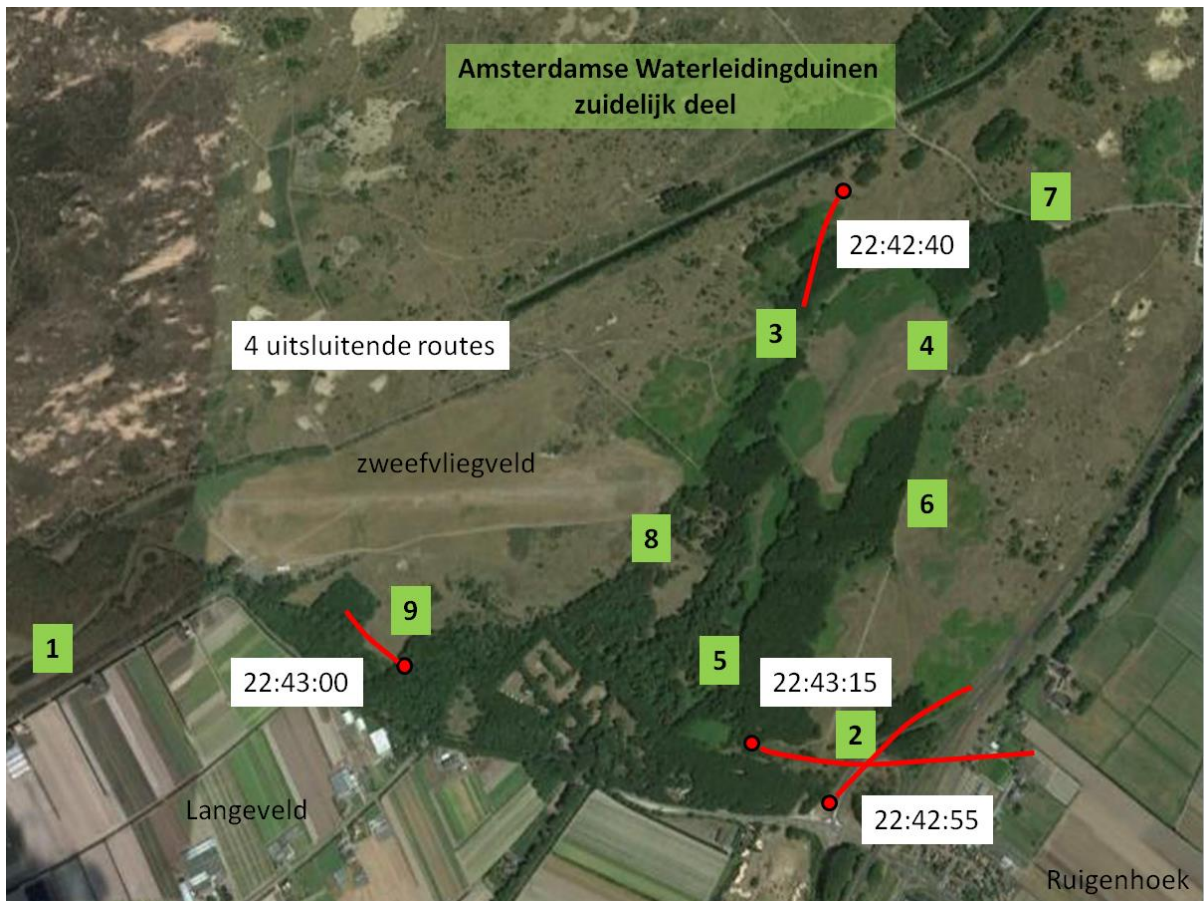 Amsterdamse Waterleidingduinen
zuidelijk deel
7
22:42:40
3
4
4 uitsluitende routes
zweefvliegveld
6
8
9
1
5
22:43:00
22:43:15
2
Langeveld
22:42:55
Ruigenhoek